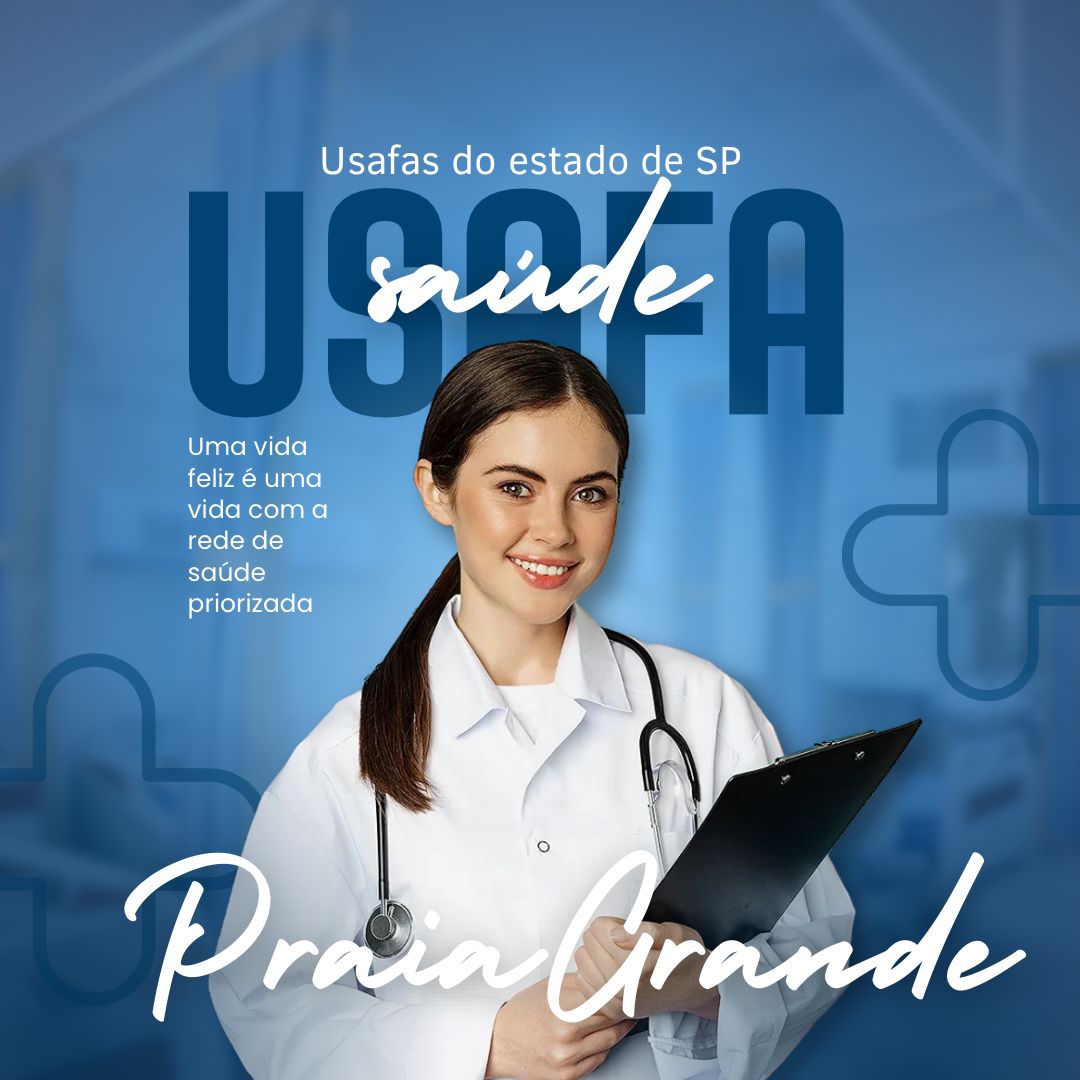 Usafas do estado de SP
USAFA
saúde
Uma vida
feliz é uma
vida com a
rede de
saúde
priorizada
Praia Grande